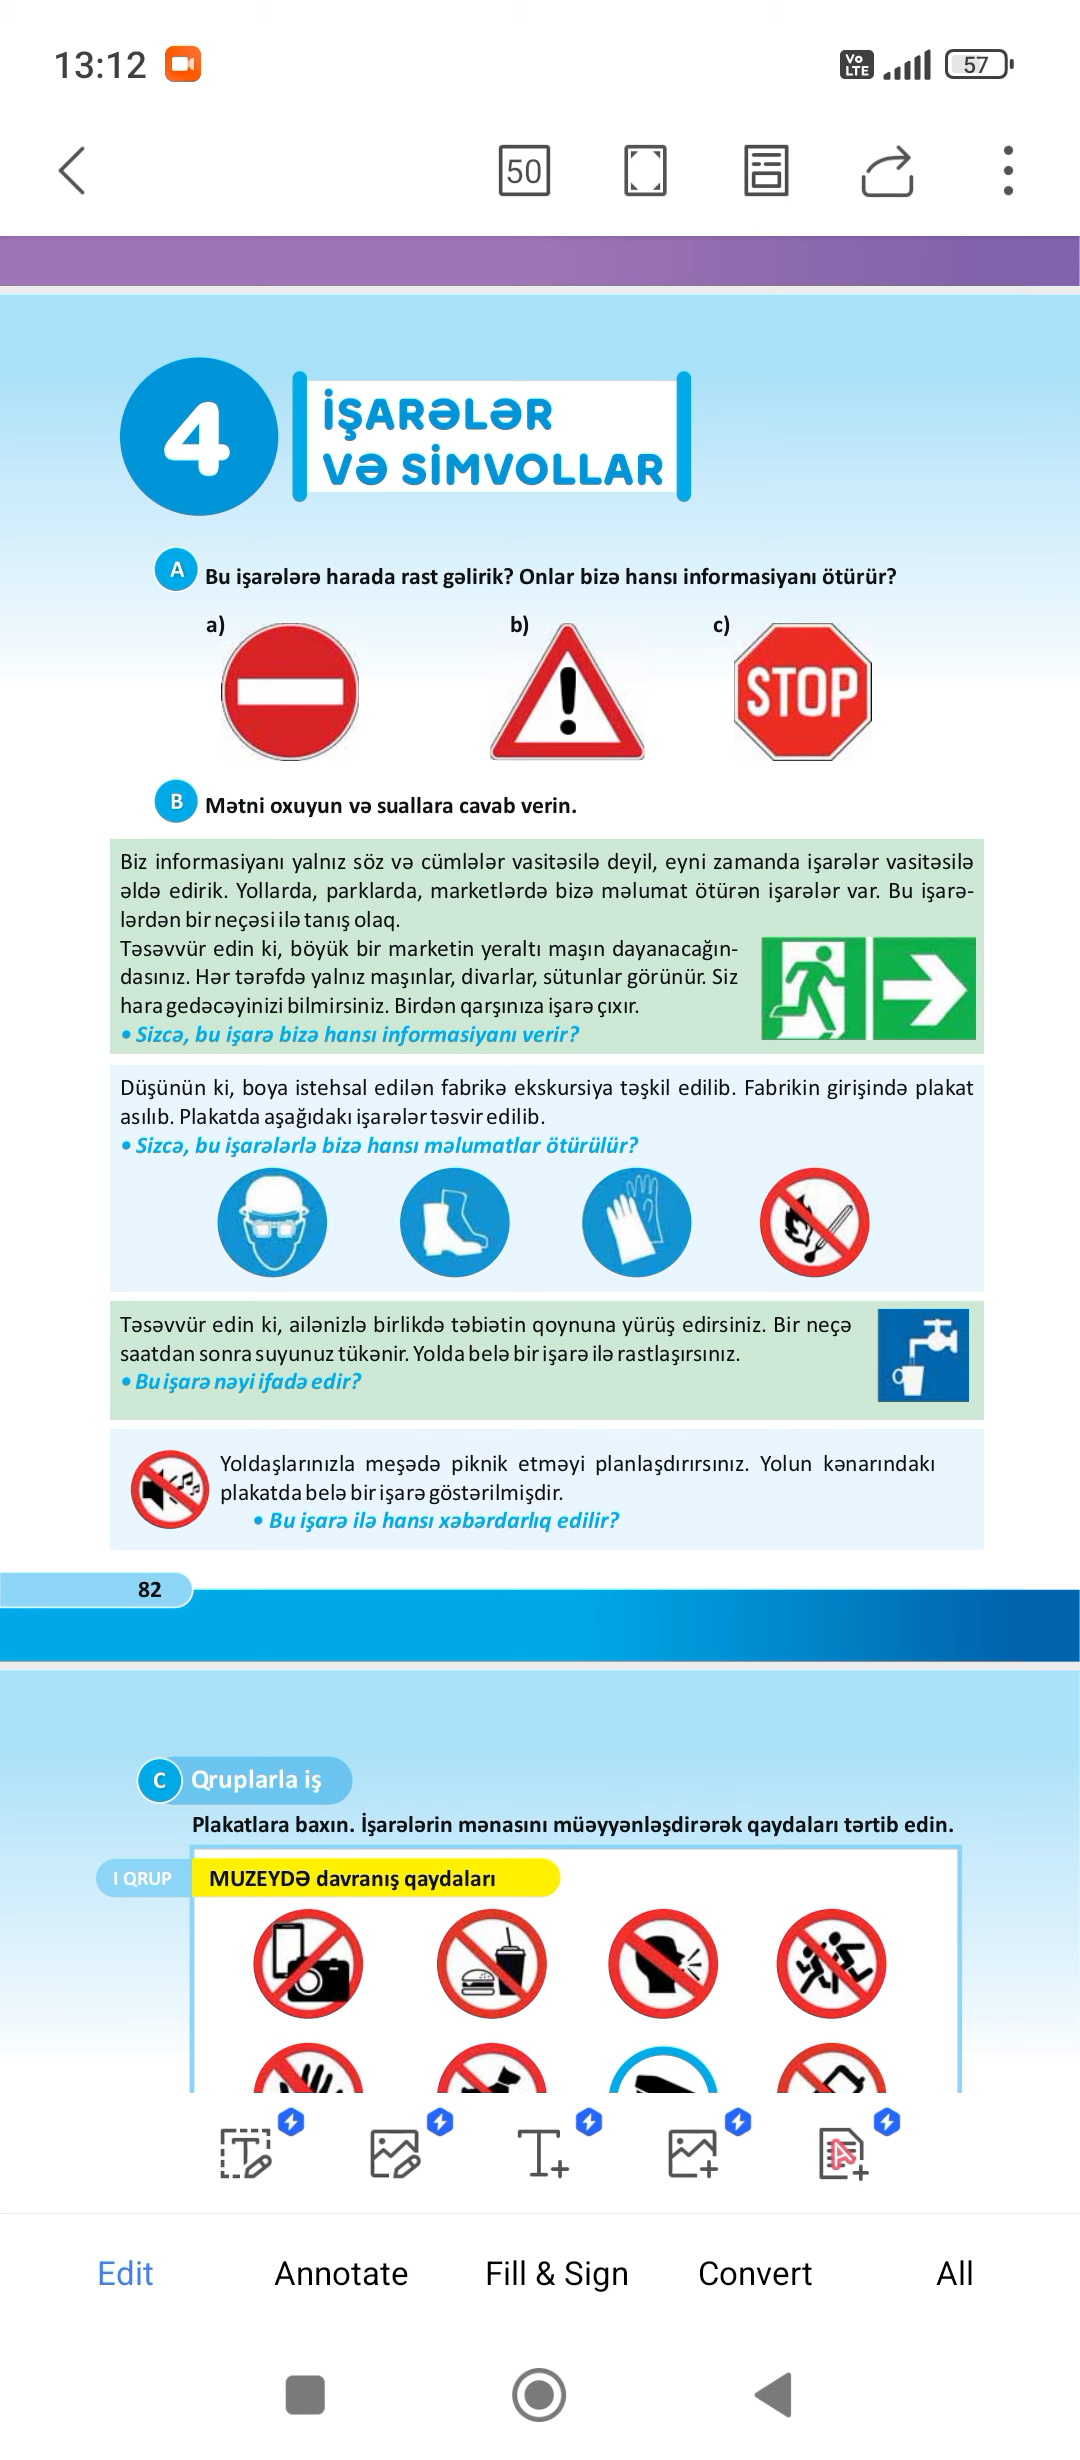 13:12
Vo
LTE
57
50
4
İŞARƏLƏR
VƏ SİMVOLLAR
A Bu işarələrə harada rast gəlirik? Onlar bizə hansı informasiyanı ötürür?
a) b) c)
STOP
B Mətni oxuyun və suallara cavab verin.
Biz informasiyanı yalnız söz və cümlələr vasitəsilə deyil, eyni zamanda işarələr vasitəsilə
əldə edirik. Yollarda, parklarda, marketlərdə bizə məlumat ötürən işarələr var. Bu işarə-
lərdən bir neçəsi ilə tanış olaq.
Təsəvvür edin ki, böyük bir marketin yeraltı maşın dayanacağın-
dasınız. Hər tərəfdə yalnız maşınlar, divarlar, sütunlar görünür. Siz
hara gedəcəyinizi bilmirsiniz. Birdən qarşınıza işarə çıxır.
• Sizcə, bu işarə bizə hansı informasiyanı verir?
Düşünün ki, boya istehsal edilən fabrikə ekskursiya təşkil edilib. Fabrikin girişində plakat
asılıb. Plakatda aşağıdakı işarələr təsvir edilib.
• Sizcə, bu işarələrlə bizə hansı məlumatlar ötürülür?
Təsəvvür edin ki, ailənizlə birlikdə təbiətin qoynuna yürüş edirsiniz. Bir neçə
saatdan sonra suyunuz tükənir. Yolda belə bir işarə ilə rastlaşırsınız.
• Bu işarə nəyi ifadə edir?
Yoldaşlarınızla meşədə piknik etməyi planlaşdırırsınız. Yolun kənarındakı
plakatda belə bir işarə göstərilmişdir.
• Bu işarə ilə hansı xəbərdarlıq edilir?
82
C Qruplarla iş
Plakatlara baxın. İşarələrin mənasını müəyyənləşdirərək qaydaları tərtib edin.
I QRUP MUZEYDƏ davranış qaydaları
Edit Annotate Fill & Sign Convert All